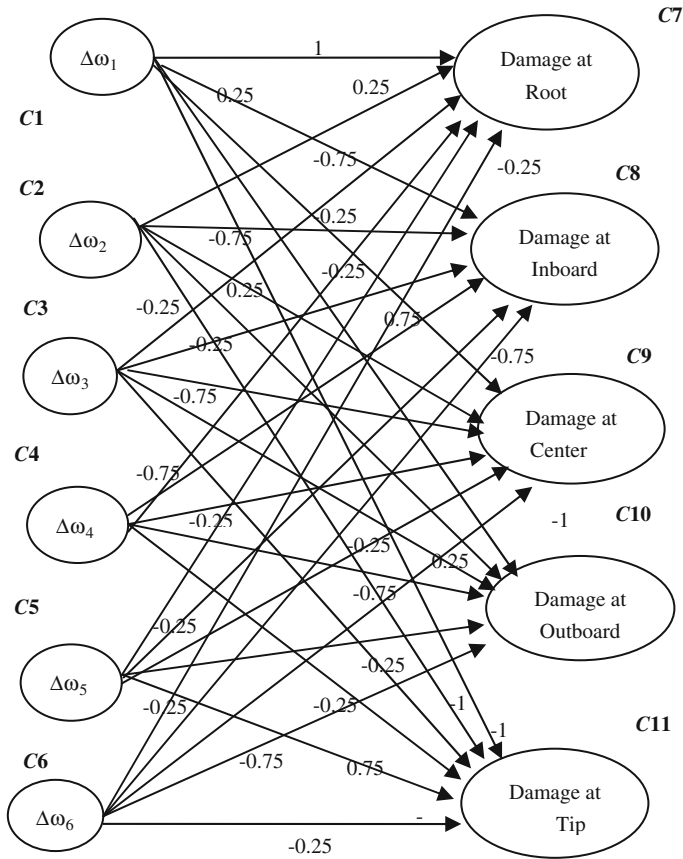 C7
Δω1
1
Damage at
Root
0.25
0.25
C1
-0.75
-0.25
C8
C2
-0.25
Δω2
-0.75
Damage at
Inboard
-0.25
0.25
C3
-0.25
0.75
-0.25
-0.75
C9
Δω3
-0.75
Damage at
Center
C4
-0.75
-0.25
-1
C10
Δω4
-0.25
0.25
-0.75
Damage at
Outboard
C5
-0.25
-0.25
Δω5
-0.25
-0.25
-1
C11
-1
C6
-0.75
0.75
Damage at
Tip
Δω6
-
-0.25